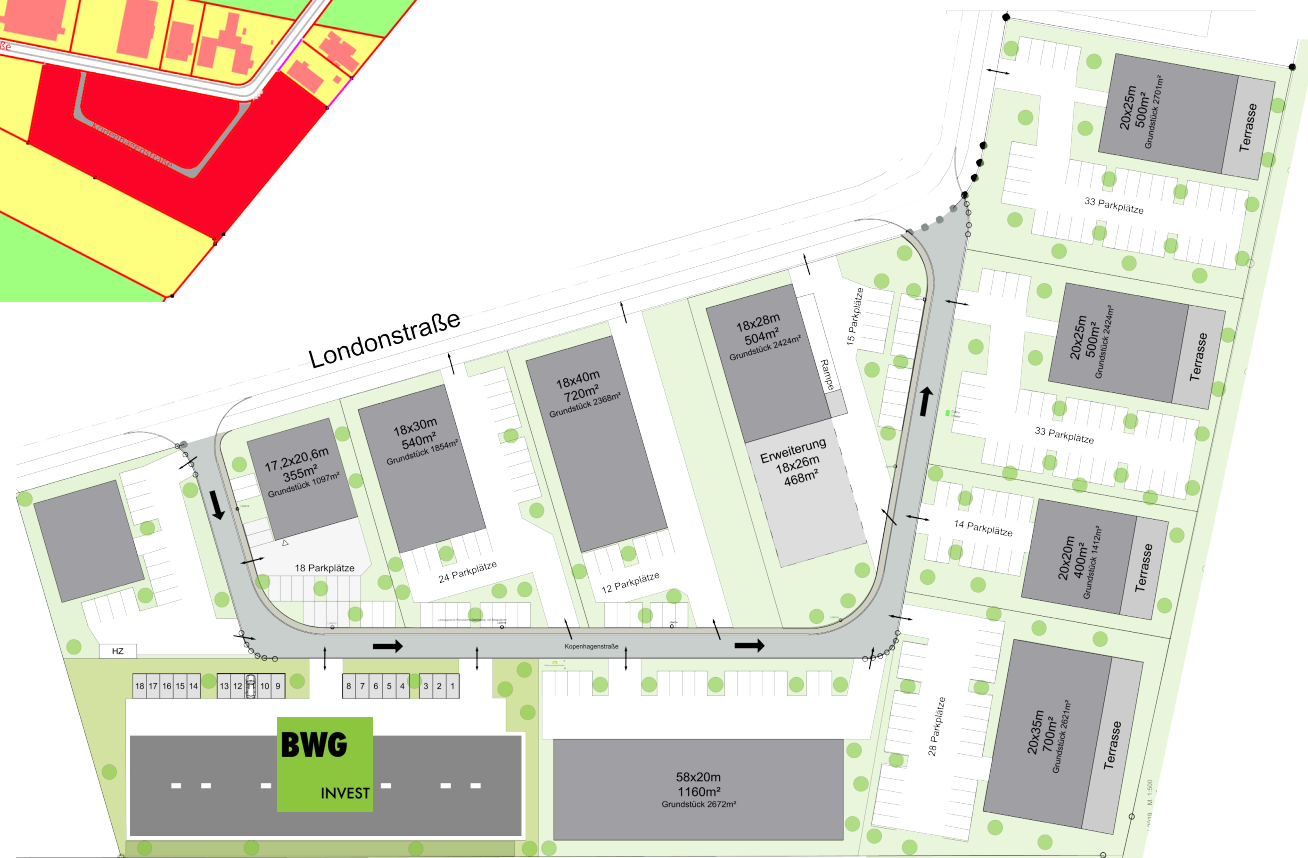 ße
Londonstraße
17,2x20,6m
355m²
Grundstück 1097m²
18 Parkplätze
18x30m
540m²
Grundstück 1854m²
24 Parkplätze
18x40m
720m²
Grundstück 2368m²
12 Parkplätze
18x28m
504m²
Grundstück 2424m²
Rampe
Erweiterung
18x26m
468m²
15 Parkplätze
20x25m
500m²
Grundstück 2701m²
Terrasse
33 Parkplätze
20x25m
500m²
Grundstück 2424m²
Terrasse
33 Parkplätze
20x20m
400m²
Grundstück 1412m²
Terrasse
14 Parkplätze
20x35m
700m²
Grundstück 2621m²
Terrasse
28 Parkplätze
Kopenhagenstraße
HZ
18 17 16 15 14
13 12
10 9
8 7 6 5 4
3 2 1
BWG
INVEST
58x20m
1160m²
Grundstück 2672m²
M. 1:500